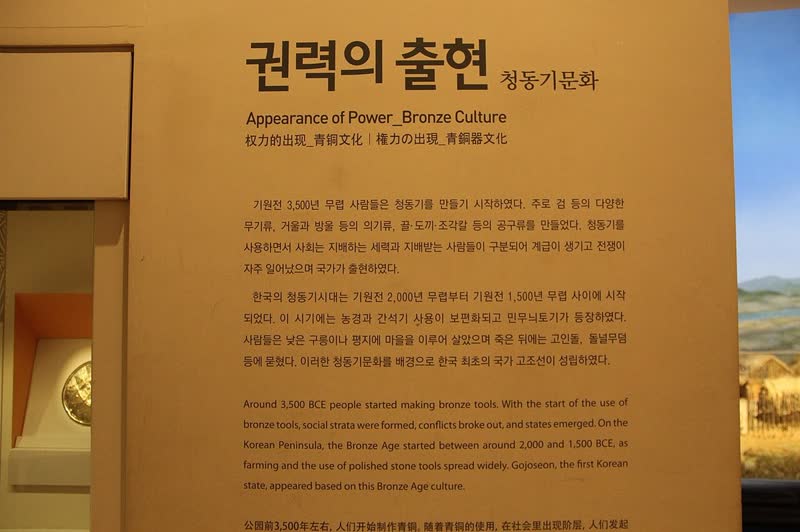 권력의 출현 청동기문화
Appearance of Power_Bronze Culture
权力的出现_青铜文化 | 権力の出現_青銅器文化
기원전 3,500년 무렵 사람들은 청동기를 만들기 시작하였다. 주로 검 등의 다양한
무기류, 거울과 방울 등의 의기류, 끌·도끼·조각칼 등의 공구류를 만들었다. 청동기를
사용하면서 사회는 지배하는 세력과 지배받는 사람들이 구분되어 계급이 생기고 전쟁이
자주 일어났으며 국가가 출현하였다.
한국의 청동기시대는 기원전 2,000년 무렵부터 기원전 1,500년 무렵 사이에 시작
되었다. 이 시기에는 농경과 간석기 사용이 보편화되고 민무늬토기가 등장하였다.
사람들은 낮은 구릉이나 평지에 마을을 이루어 살았으며 죽은 뒤에는 고인돌, 돌널무덤
등에 묻혔다. 이러한 청동기문화를 배경으로 한국 최초의 국가 고조선이 성립하였다.
Around 3,500 BCE people started making bronze tools. With the start of the use of
bronze tools, social strata were formed, conflicts broke out, and states emerged. On the
Korean Peninsula, the Bronze Age started between around 2,000 and 1,500 BCE, as
farming and the use of polished stone tools spread widely. Gojoseon, the first Korean
state, appeared based on this Bronze Age culture.
公园前3,500年左右, 人们开始制作青铜, 随着青铜的使用, 在社会里出现阶层, 人们发起